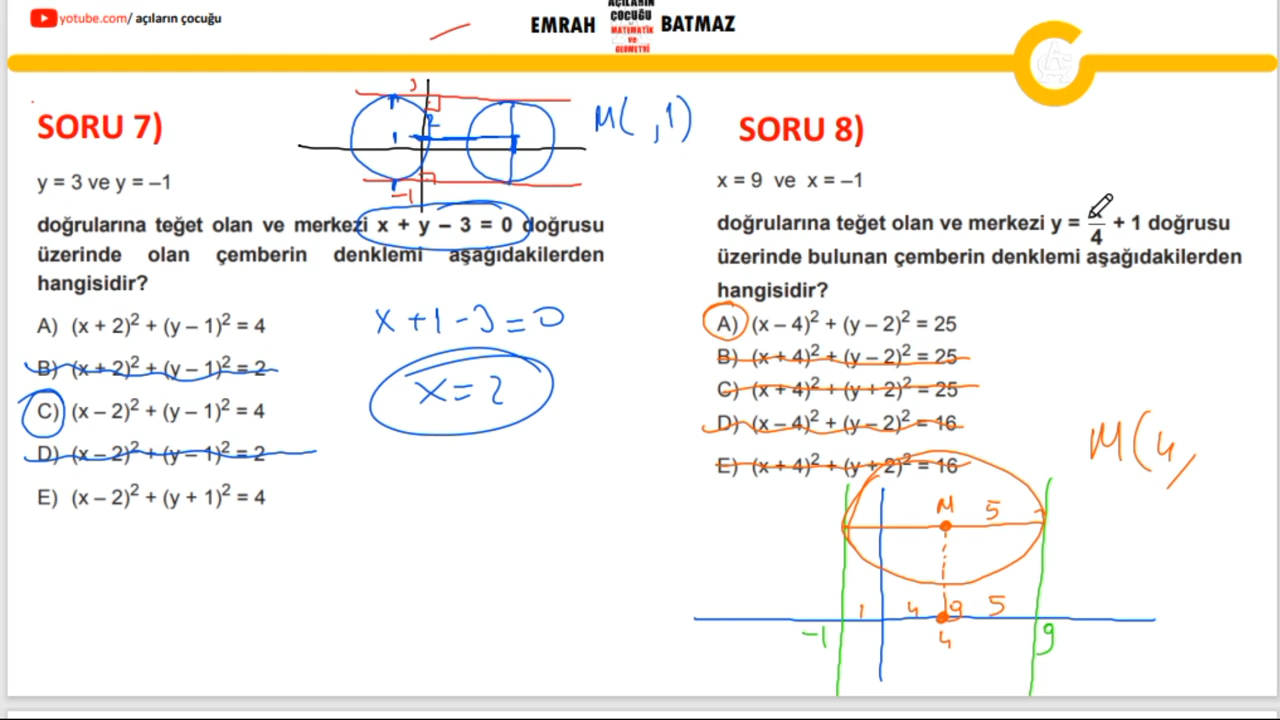 yotube.com/ açıların çocuğu
EMRAH
AÇILARIN
ÇOCUĞU
MATEMATİK
ve
GEOMETRİ
BATMAZ
SORU 7)
y = 3 ve y = –1
doğrularına teğet olan ve merkezi x + y – 3 = 0 doğrusu
üzerinde olan çemberin denklemi aşağıdakilerden
hangisidir?
A) (x + 2)² + (y – 1)² = 4
B) (x + 2)² + (y – 1)² = 2
C) (x – 2)² + (y – 1)² = 4
D) (x – 2)² + (y – 1)² = 2
E) (x – 2)² + (y + 1)² = 4
3
2
1
-1
M( , 1)
x+1-3=0
x=2
SORU 8)
x = 9 ve x = –1
doğrularına teğet olan ve merkezi y = /4 + 1 doğrusu
üzerinde bulunan çemberin denklemi aşağıdakilerden
hangisidir?
A) (x – 4)² + (y – 2)² = 25
B) (x + 4)² + (y – 2)² = 25
C) (x + 4)² + (y + 2)² = 25
D) (x – 4)² + (y – 2)² = 16
E) (x + 4)² + (y + 2)² = 16
M(4,
M 5
1 4 9 5
-1 4 9